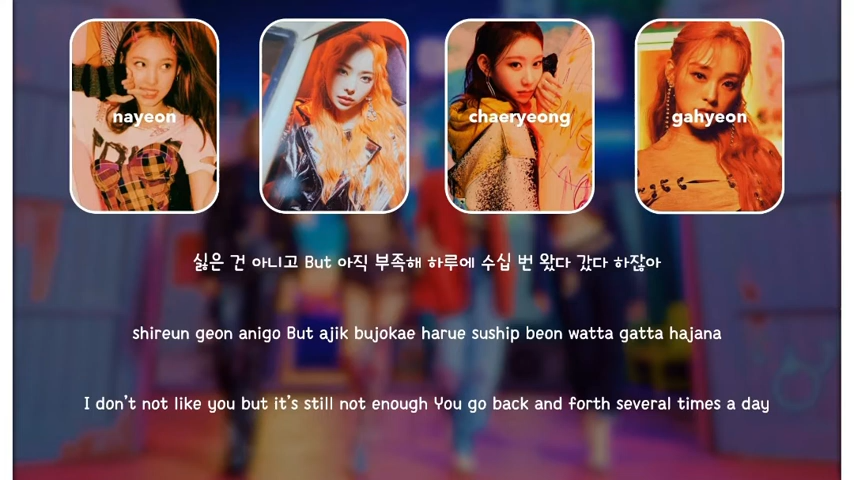 nayeon
chaeryeong
gahyeon
싫은 건 아니고 But 아직 부족해 하루에 수십 번 왔다 갔다 하잖아
shireun geon anigo But ajik bujokae harue suship beon watta gatta hajana
I don't not like you but it's still not enough You go back and forth several times a day